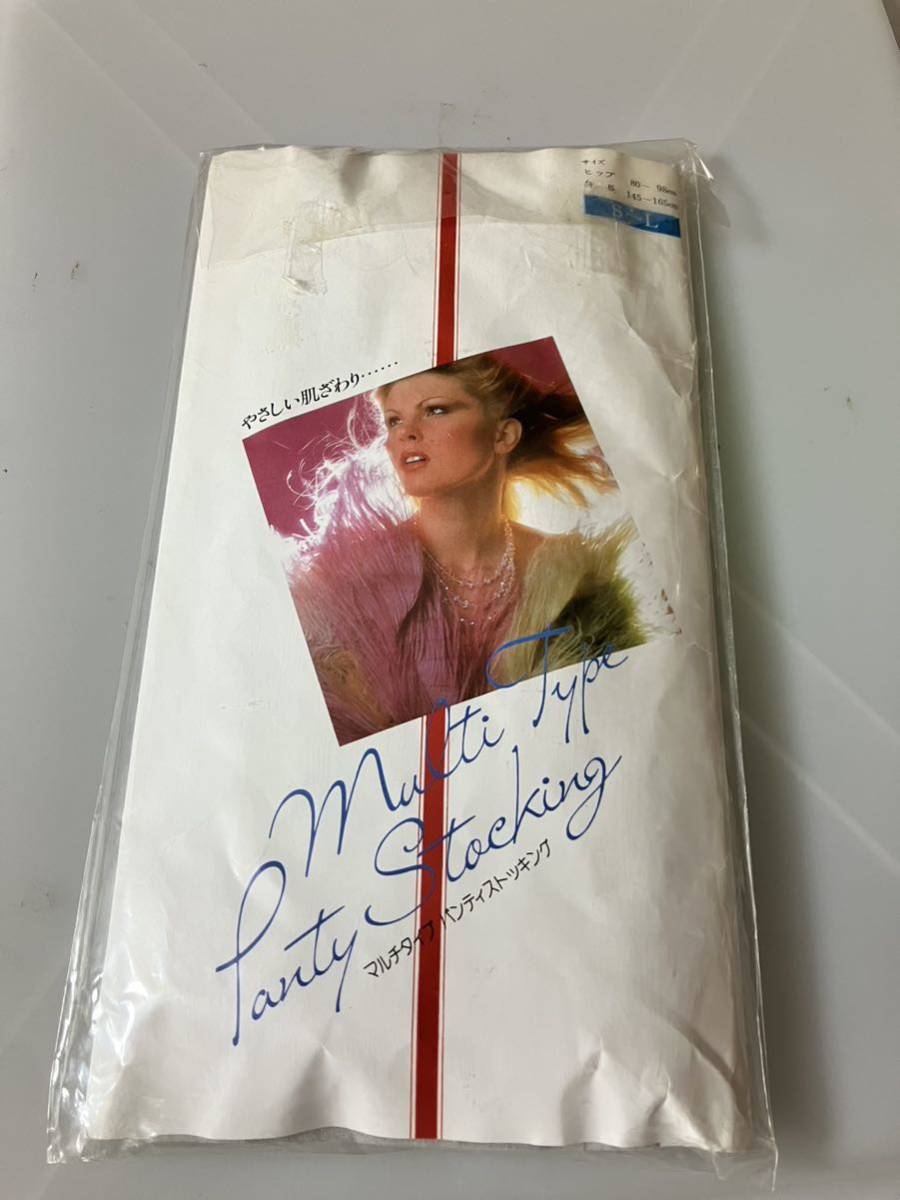 サイズ
ヒップ 80〜98cm
身長 145〜165cm
S〜L
やさしい肌ざわり……
Multi Type
Panty Stocking
マルチタイプ パンティストッキング